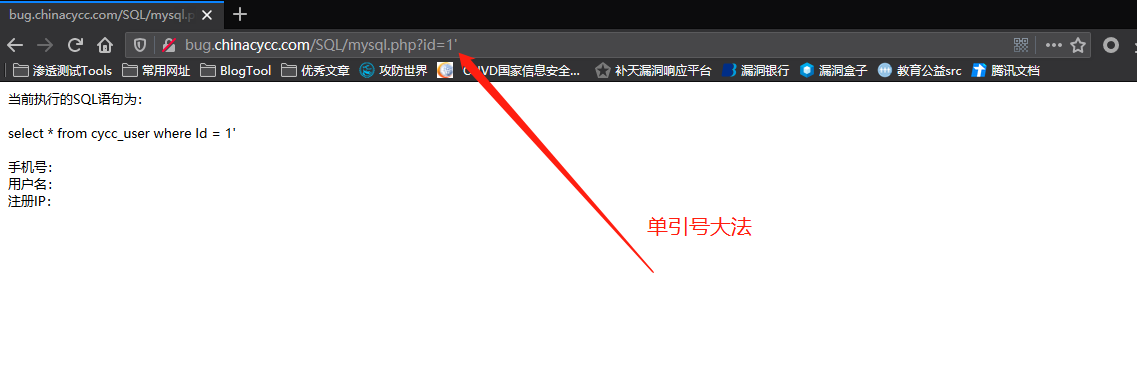 bug.chinacycc.com/SQL/mysql.p
bug.chinacycc.com/SQL/mysql.php?id=1'
渗透测试Tools 常用网址 BlogTool 优秀文章 攻防世界 VD国家信息安全... 补天漏洞响应平台 漏洞银行 漏洞盒子 教育公益src 腾讯文档
当前执行的SQL语句为：
select * from cycc_user where Id = 1'
手机号：
用户名：
注册IP：
单引号大法